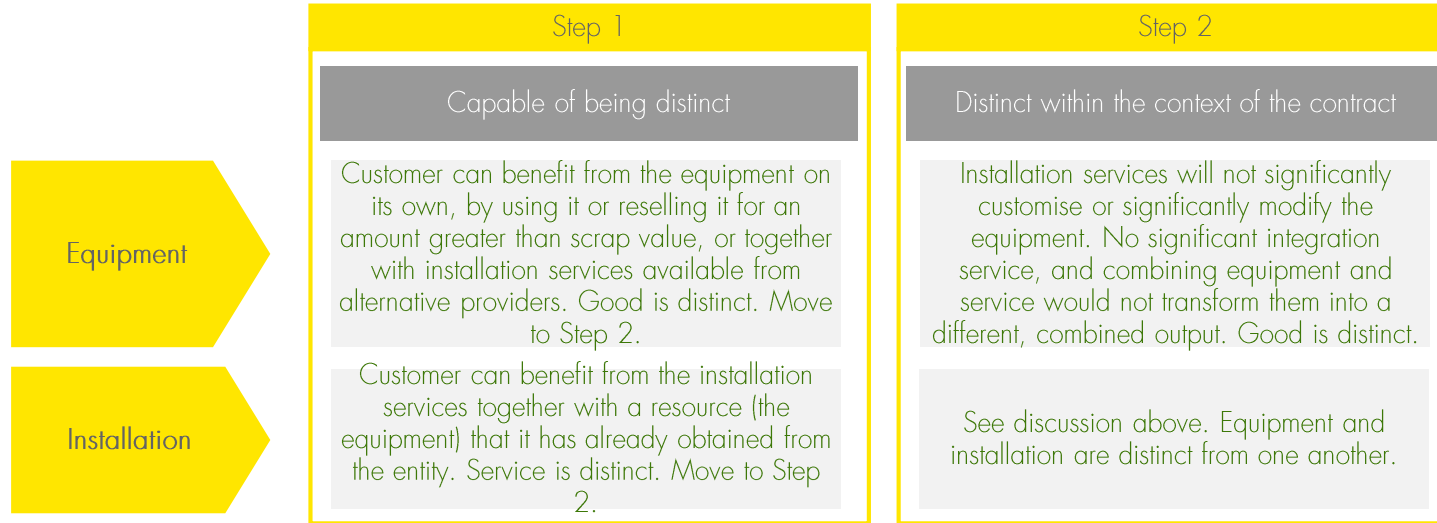 Step 1
Step 2
Capable of being distinct
Distinct within the context of the contract
Equipment
Customer can benefit from the equipment on
its own, by using it or reselling it for an
amount greater than scrap value, or together
with installation services available from
alternative providers. Good is distinct. Move
to Step 2.
Installation services will not significantly
customise or significantly modify the
equipment. No significant integration
service, and combining equipment and
service would not transform them into a
different, combined output. Good is distinct.
Installation
Customer can benefit from the installation
services together with a resource (the
equipment) that it has already obtained from
the entity. Service is distinct. Move to Step
2.
See discussion above. Equipment and
installation are distinct from one another.